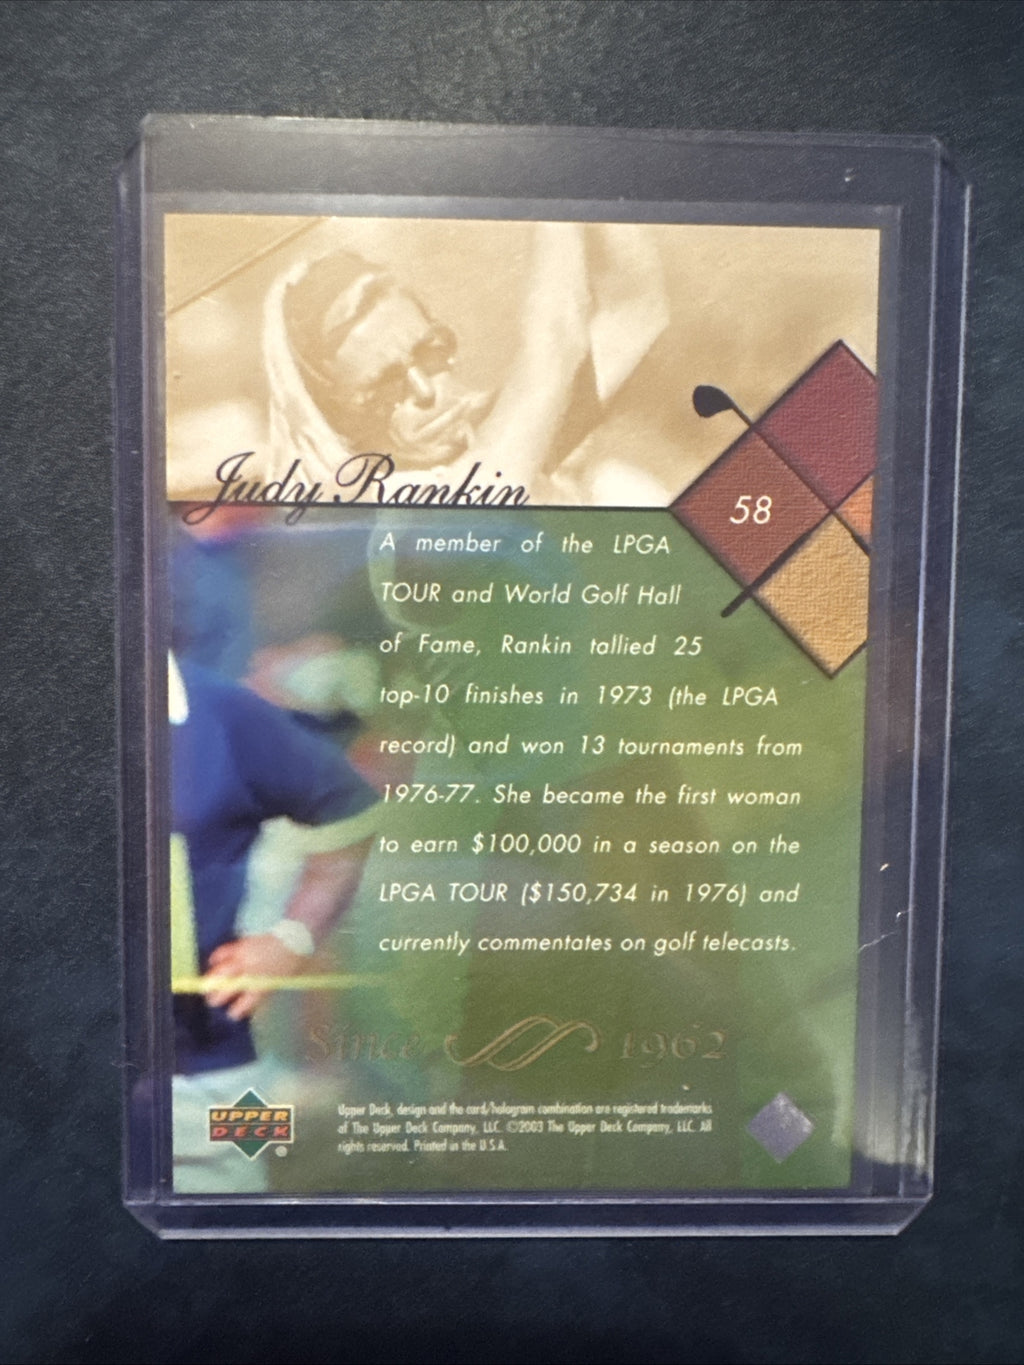 Judy Rankin
58
A member of the LPGA
TOUR and World Golf Hall
of Fame, Rankin tallied 25
top-10 finishes in 1973 (the LPGA
record) and won 13 tournaments from
1976-77. She became the first woman
to earn $100,000 in a season on the
LPGA TOUR ($150,734 in 1976) and
currently commentates on golf telecasts.
Since 1962
UPPER
DECK
®
Upper Deck, design and the card/hologram combination are registered trademarks
of The Upper Deck Company, LLC. ©2003 The Upper Deck Company, LLC. All
rights reserved. Printed in the U.S.A.